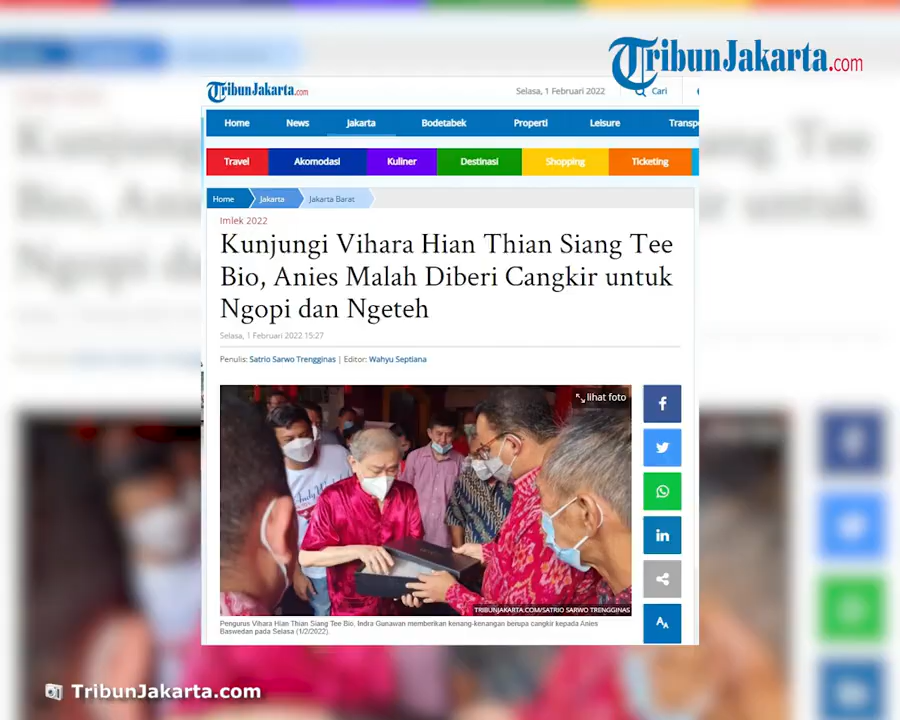 TribunJakarta.com
TribunJakarta.com
Selasa, 1 Februari 2022
Cari
Home News Jakarta Bodetabek Properti Leisure Transpo
Travel Akomodasi Kuliner Destinasi Shopping Ticketing
Home Jakarta Jakarta Barat
Imlek 2022
Kunjungi Vihara Hian Thian Siang Tee
Bio, Anies Malah Diberi Cangkir untuk
Ngopi dan Ngeteh
Selasa, 1 Februari 2022 15:27
Penulis: Satrio Sarwo Trengginas | Editor: Wahyu Septiana
lihat foto
TRIBUNJAKARTA.COM/SATRIO SARWO TRENGGINAS
Pengurus Vihara Hian Thian Siang Tee Bio, Indra Gunawan memberikan kenang-kenangan berupa cangkir kepada Anies
Baswedan pada Selasa (1/2/2022).
TribunJakarta.com